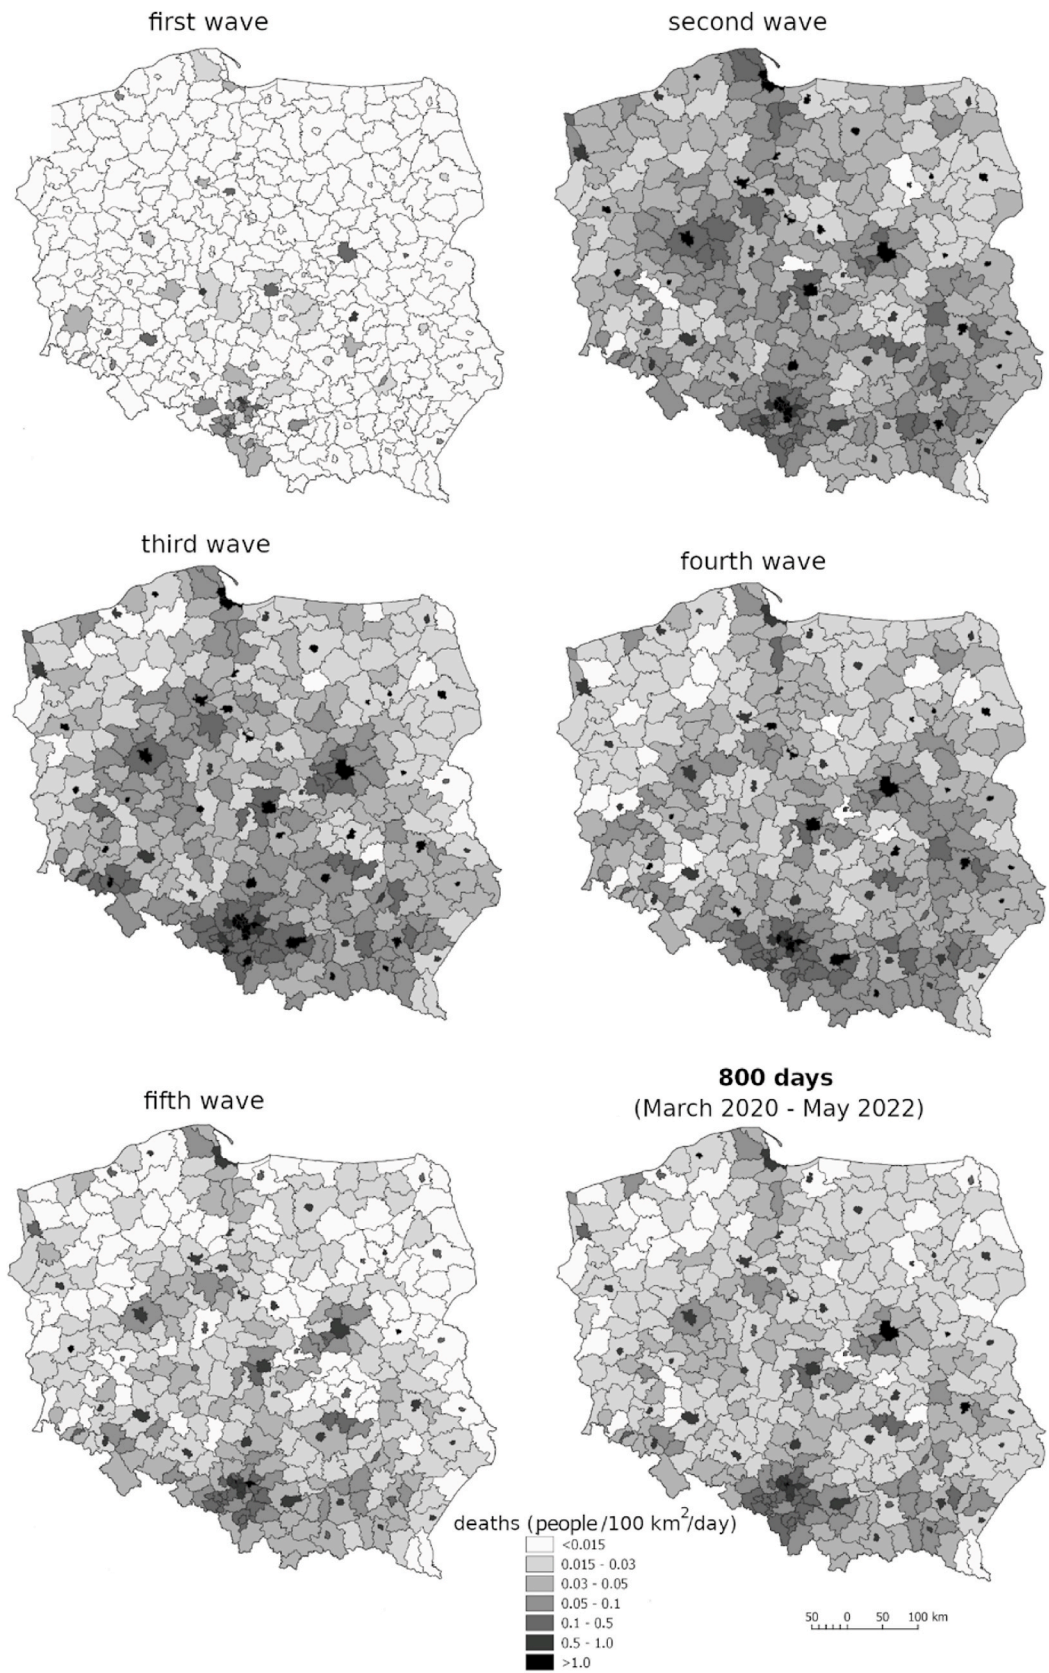 first wave
second wave
third wave
fourth wave
fifth wave
800 days
(March 2020 - May 2022)
deaths (people/100 km²/day)
<0.015
0.015 - 0.03
0.03 - 0.05
0.05 - 0.1
0.1 - 0.5
0.5 - 1.0
>1.0
50 0 50 100 km